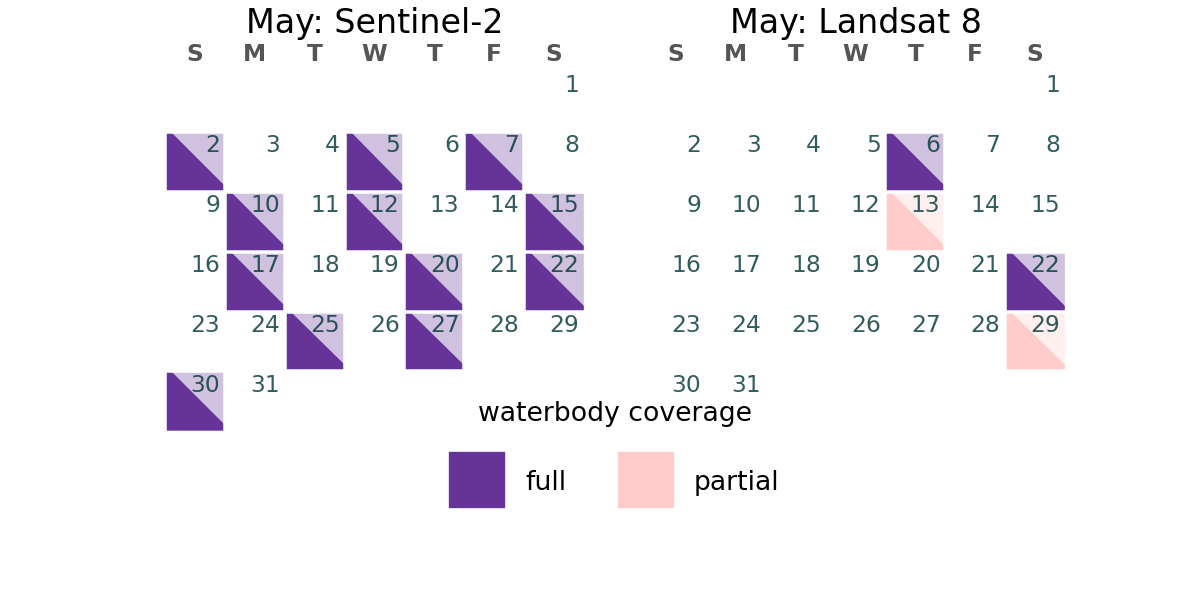 May: Sentinel-2
S M T W T F S
1
2 3 4 5 6 7 8
9 10 11 12 13 14 15
16 17 18 19 20 21 22
23 24 25 26 27 28 29
30 31
May: Landsat 8
S M T W T F S
1
2 3 4 5 6 7 8
9 10 11 12 13 14 15
16 17 18 19 20 21 22
23 24 25 26 27 28 29
30 31
waterbody coverage
full partial